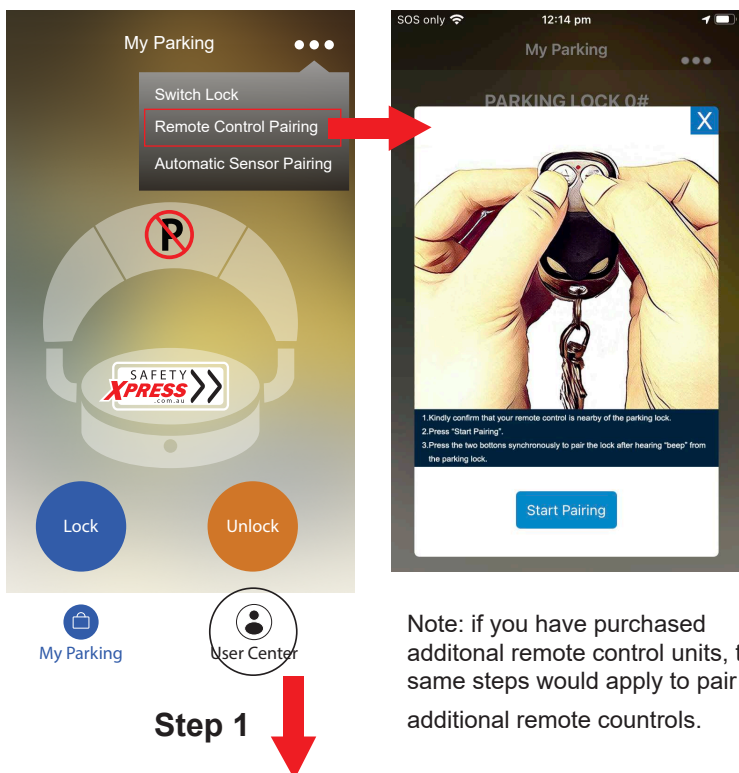 My Parking
Switch Lock
Remote Control Pairing
Automatic Sensor Pairing
P
SAFETY
XPRESS
.com.au
Lock
Unlock
My Parking
User Center
Step 1
SOS only
12:14 pm
My Parking
PARKING LOCK 0#
X
1.Kindly confirm that your remote control is nearby of the parking lock.
2.Press "Start Pairing".
3.Press the two bottons synchronously to pair the lock after hearing "beep" from
the parking lock.
Start Pairing
Note: if you have purchased
additonal remote control units,
same steps would apply to pair
additional remote countrols.